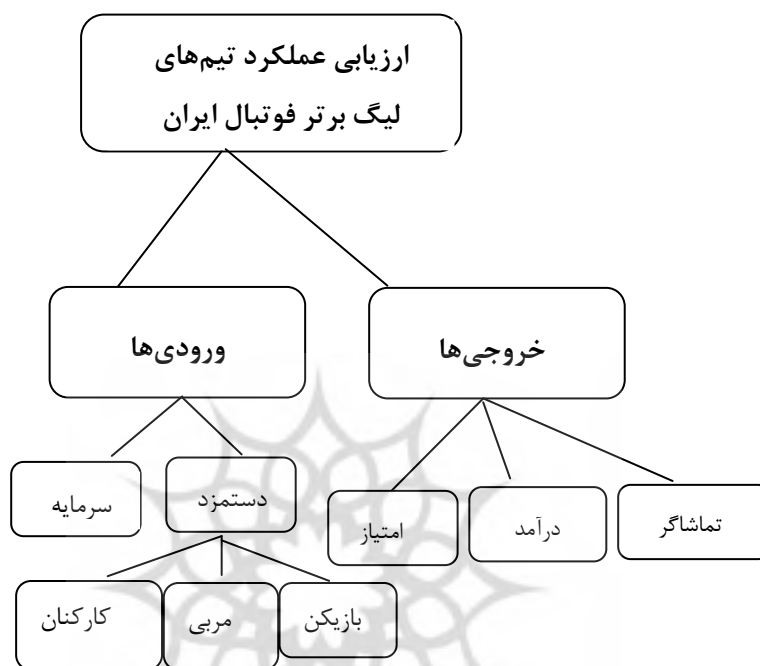 ارزیابی عملکرد تیم‌های
لیگ برتر فوتبال ایران
خروجی‌ها
ورودی‌ها
تماشاگر
درآمد
امتیاز
دستمزد
سرمایه
بازیکن
مربی
کارکنان